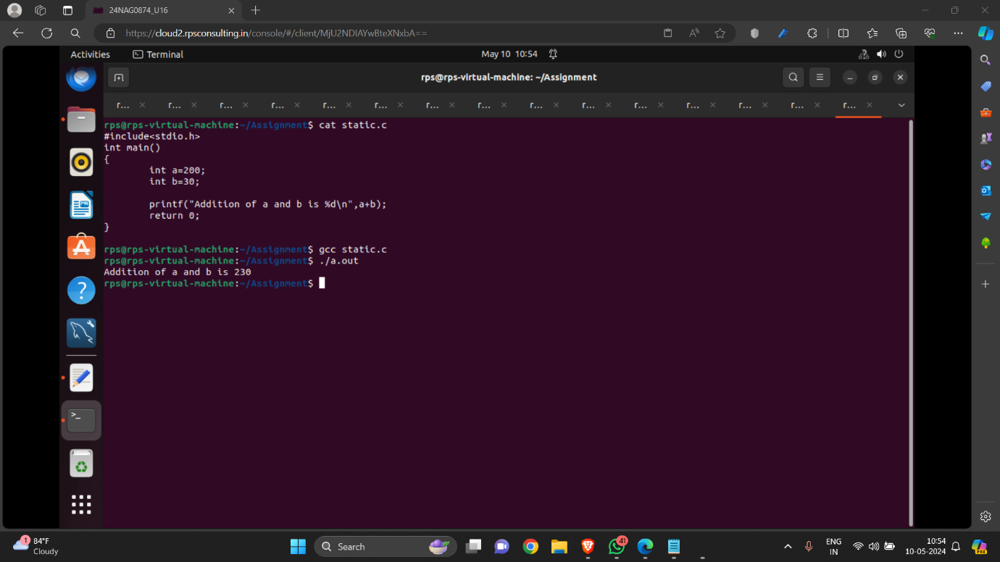 24NAG0874_U16
https://cloud2.rpsconsulting.in/console/#/client/MjU2NDIAYwBteXNxbA==
Activities
Terminal
May 10 10:54
rps@rps-virtual-machine: ~/Assignment
r... r... r... r... r... r... r... r... r... r... r... r... r... r... r...
rps@rps-virtual-machine:~/Assignment$ cat static.c
#include<stdio.h>
int main()
{
int a=200;
int b=30;
printf("Addition of a and b is %d\n",a+b);
return 0;
}
rps@rps-virtual-machine:~/Assignment$ gcc static.c
rps@rps-virtual-machine:~/Assignment$ ./a.out
Addition of a and b is 230
rps@rps-virtual-machine:~/Assignment$
1
84°F
Cloudy
Search
41
ENG
IN
10:54
10-05-2024
PRE